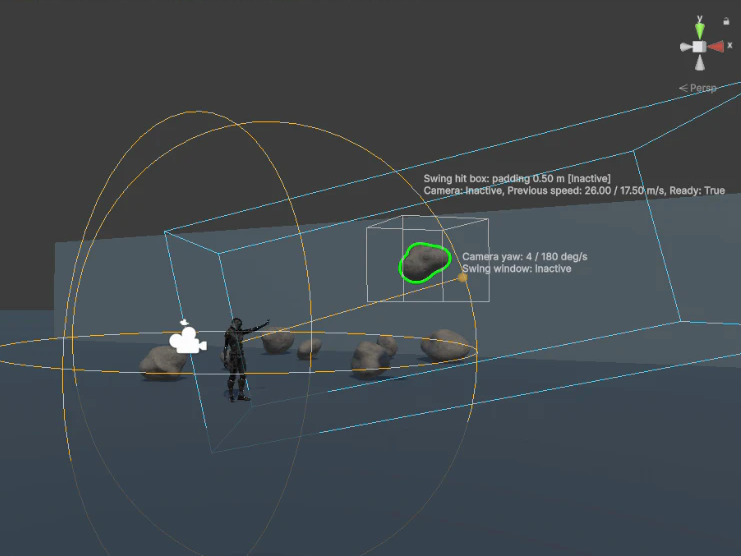 y
x
< Persp
Swing hit box: padding 0.50 m [Inactive]
Camera: Inactive, Previous speed: 26.00 / 17.50 m/s, Ready: True
Camera yaw: 4 / 180 deg/s
Swing window: Inactive